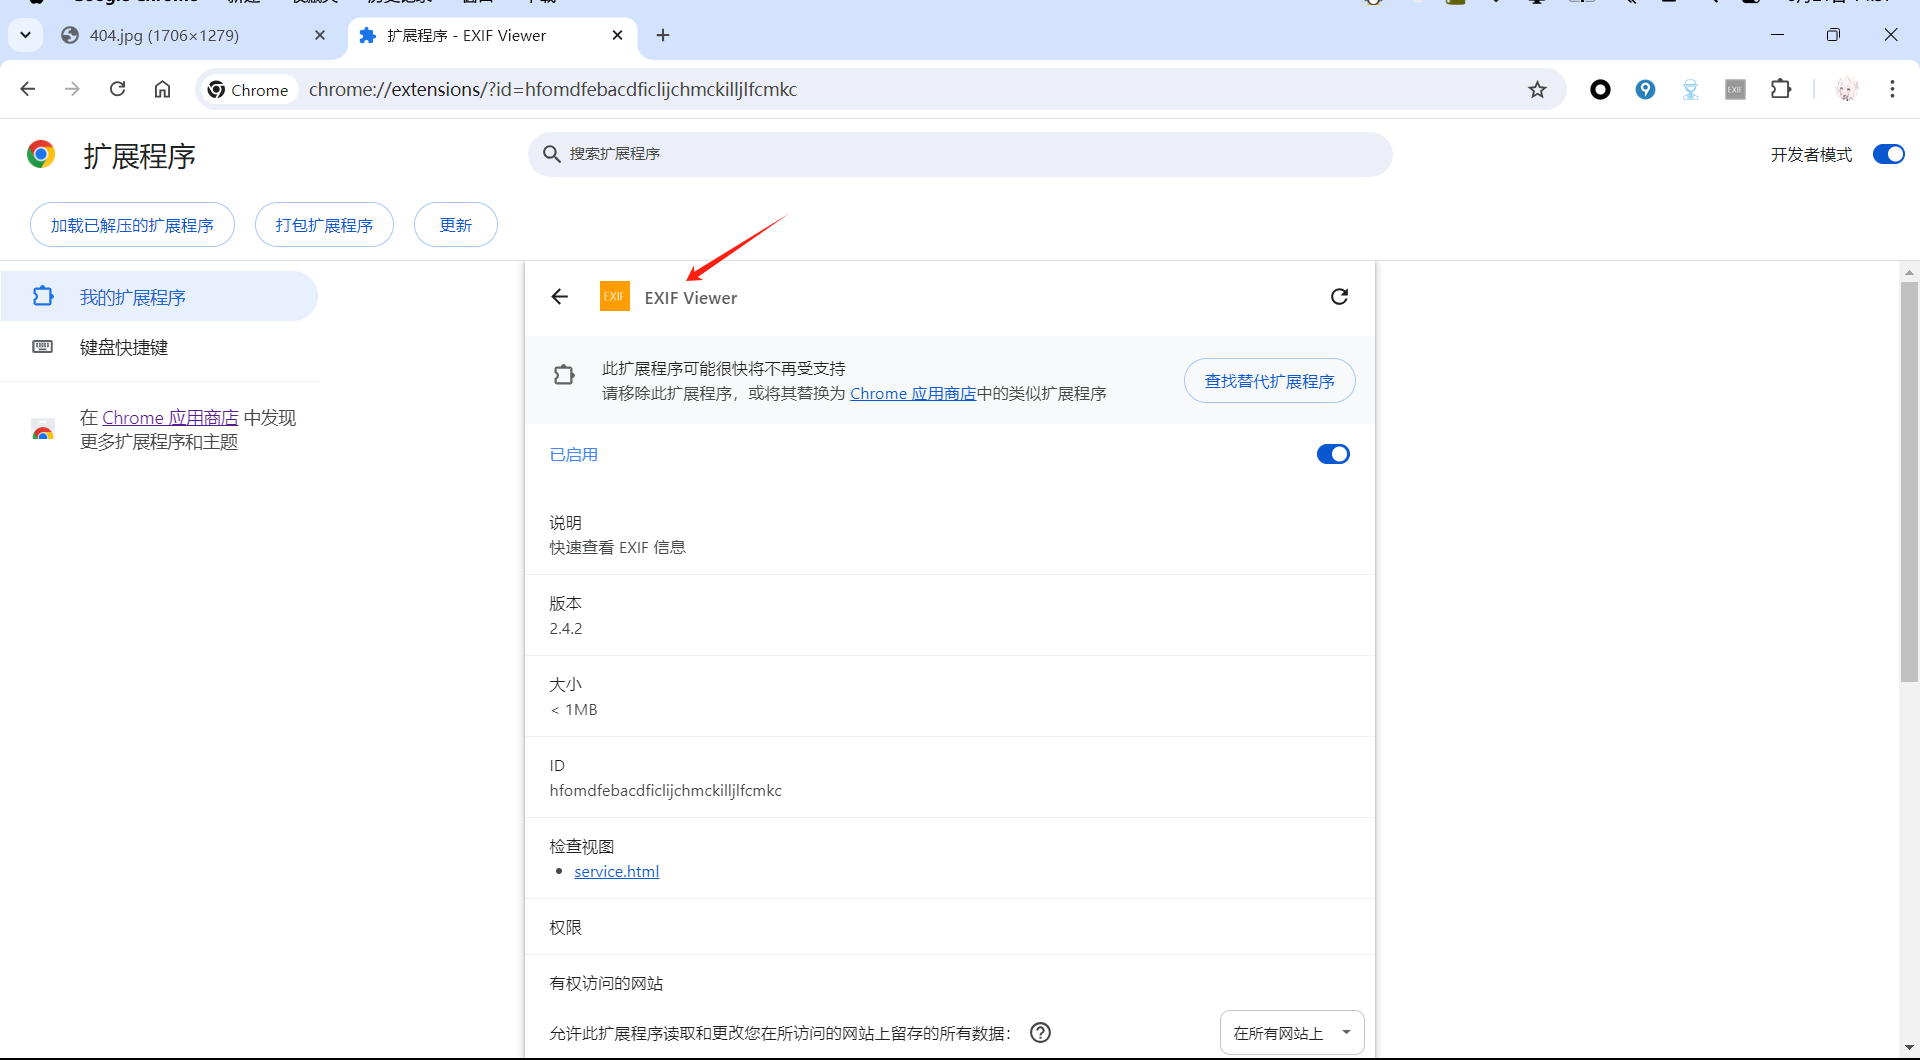 404.jpg (1706×1279)
扩展程序 - EXIF Viewer
Chrome
chrome://extensions/?id=hfomdfebacdficlijchmckilljlfcmkc
EXIF
扩展程序
搜索扩展程序
开发者模式
加载已解压的扩展程序
打包扩展程序
更新
我的扩展程序
键盘快捷键
在 Chrome 应用商店 中发现
更多扩展程序和主题
EXIF
EXIF Viewer
此扩展程序可能很快将不再受支持
请移除此扩展程序，或将其替换为 Chrome 应用商店中的类似扩展程序
查找替代扩展程序
已启用
说明
快速查看 EXIF 信息
版本
2.4.2
大小
< 1MB
ID
hfomdfebacdficlijchmckilljlfcmkc
检查视图
service.html
权限
有权访问的网站
允许此扩展程序读取和更改您在所访问的网站上留存的所有数据：
在所有网站上